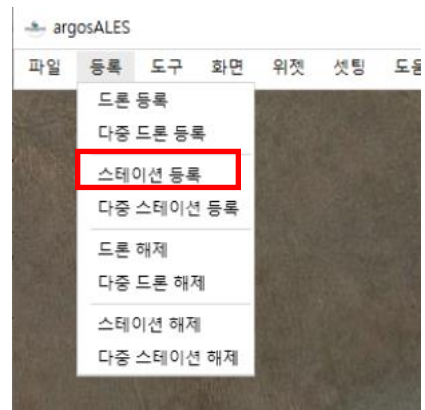 argosALES
파일 등록 도구 화면 위젯 셋팅
드론 등록
다중 드론 등록
스테이션 등록
다중 스테이션 등록
드론 해제
다중 드론 해제
스테이션 해제
다중 스테이션 해제